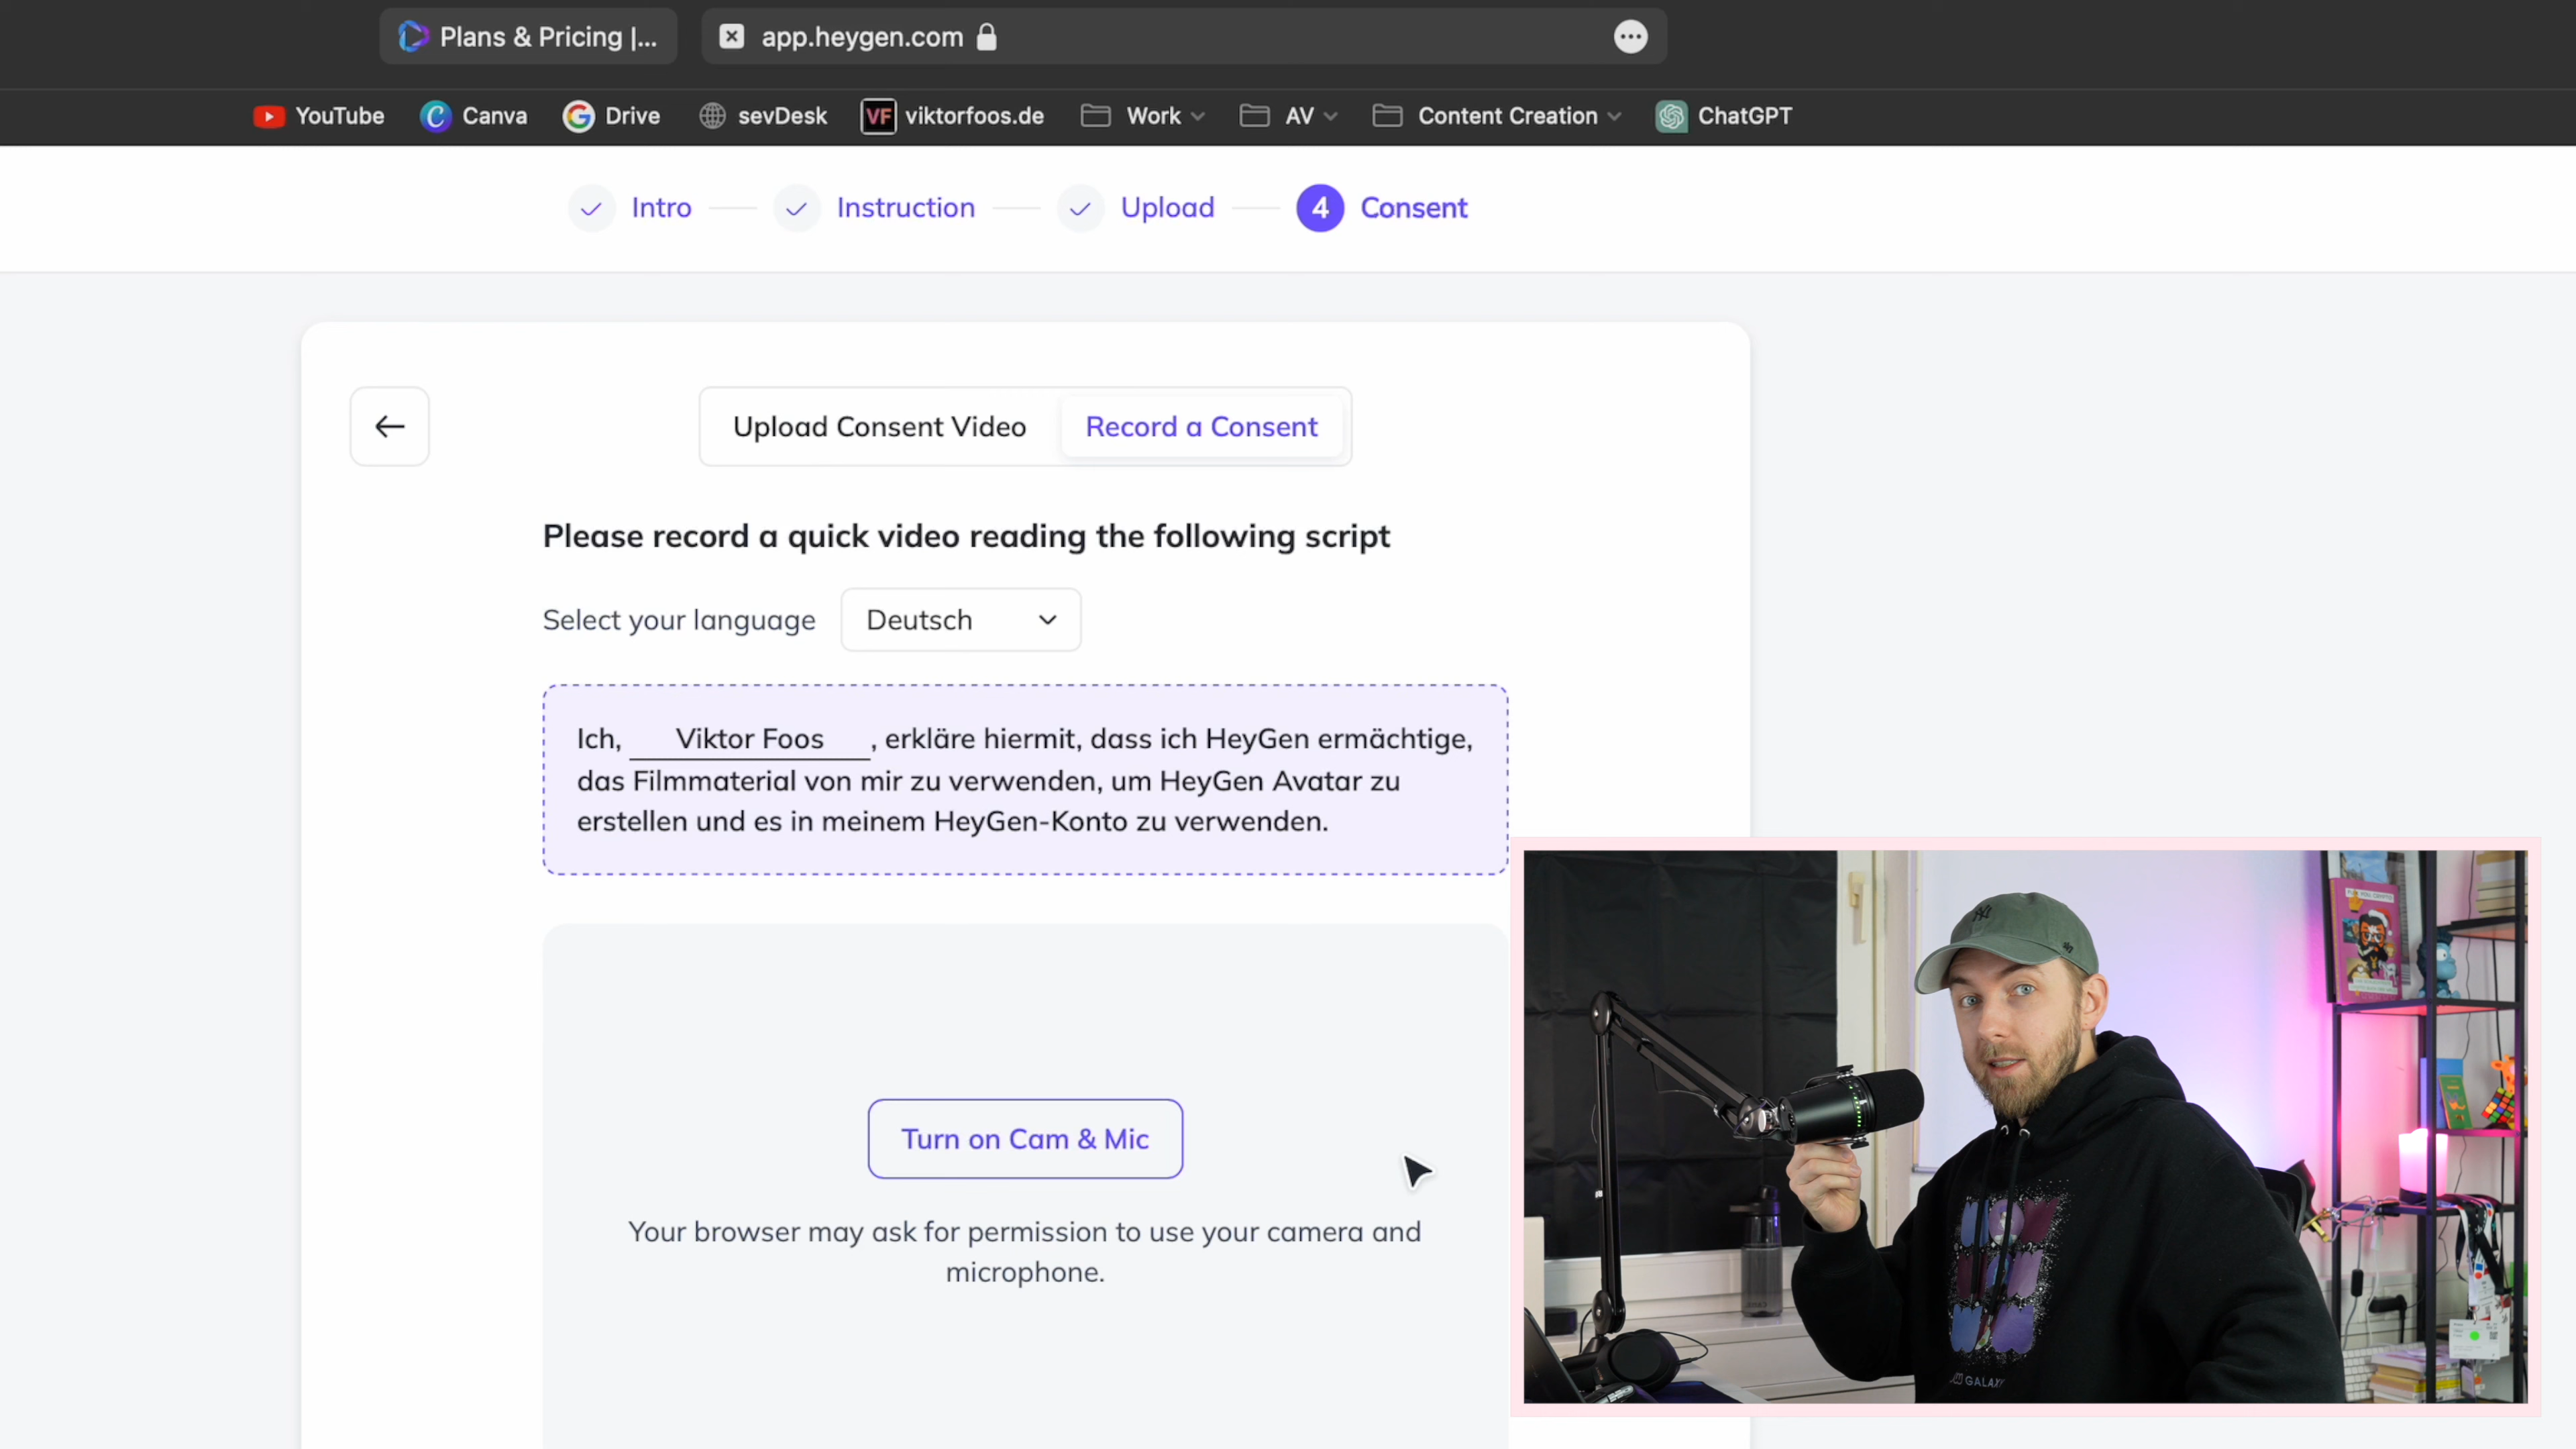 Plans & Pricing |...
app.heygen.com
YouTube
Canva
Drive
sevDesk
VF viktorfoos.de
Work
AV
Content Creation
ChatGPT
Intro
Instruction
Upload
4 Consent
Upload Consent Video
Record a Consent
Please record a quick video reading the following script
Select your language
Deutsch
Ich, Viktor Foos, erkläre hiermit, dass ich HeyGen ermächtige,
das Filmmaterial von mir zu verwenden, um HeyGen Avatar zu
erstellen und es in meinem HeyGen-Konto zu verwenden.
Turn on Cam & Mic
Your browser may ask for permission to use your camera and
microphone.
GALAXY